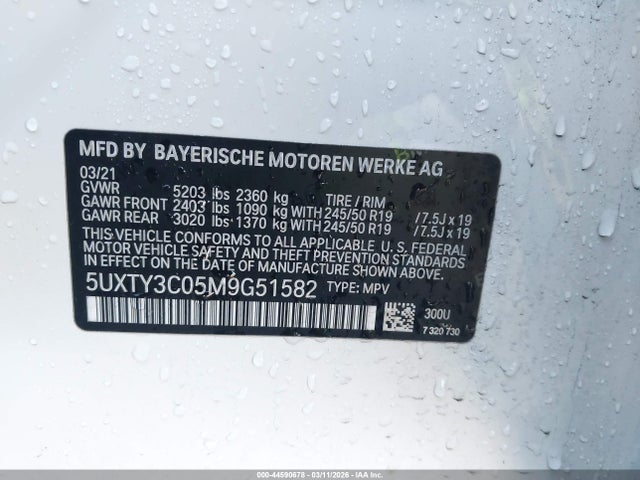 MFD BY BAYERISCHE MOTOREN WERKE AG
03/21
GVWR 5203 lbs 2360 kg TIRE / RIM
GAWR FRONT 2403 lbs 1090 kg WITH 245/50 R19 / 7.5J x 19
GAWR REAR 3020 lbs 1370 kg WITH 245/50 R19 / 7.5J x 19
THIS VEHICLE CONFORMS TO ALL APPLICABLE U. S. FEDERAL
MOTOR VEHICLE SAFETY AND THEFT PREVENTION STANDARDS
IN EFFECT ON THE DATE OF MANUFACTURE SHOWN ABOVE.
5UXTY3C05M9G51582 TYPE: MPV
300U
7 320 730
000-44590678 - 03/11/2026 - IAA Inc.